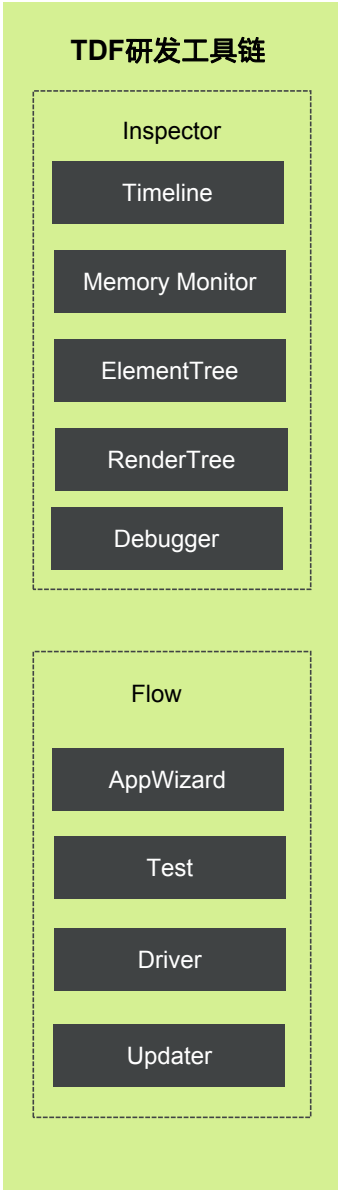 TDF研发工具链
Inspector
Timeline
Memory Monitor
ElementTree
RenderTree
Debugger
Flow
AppWizard
Test
Driver
Updater